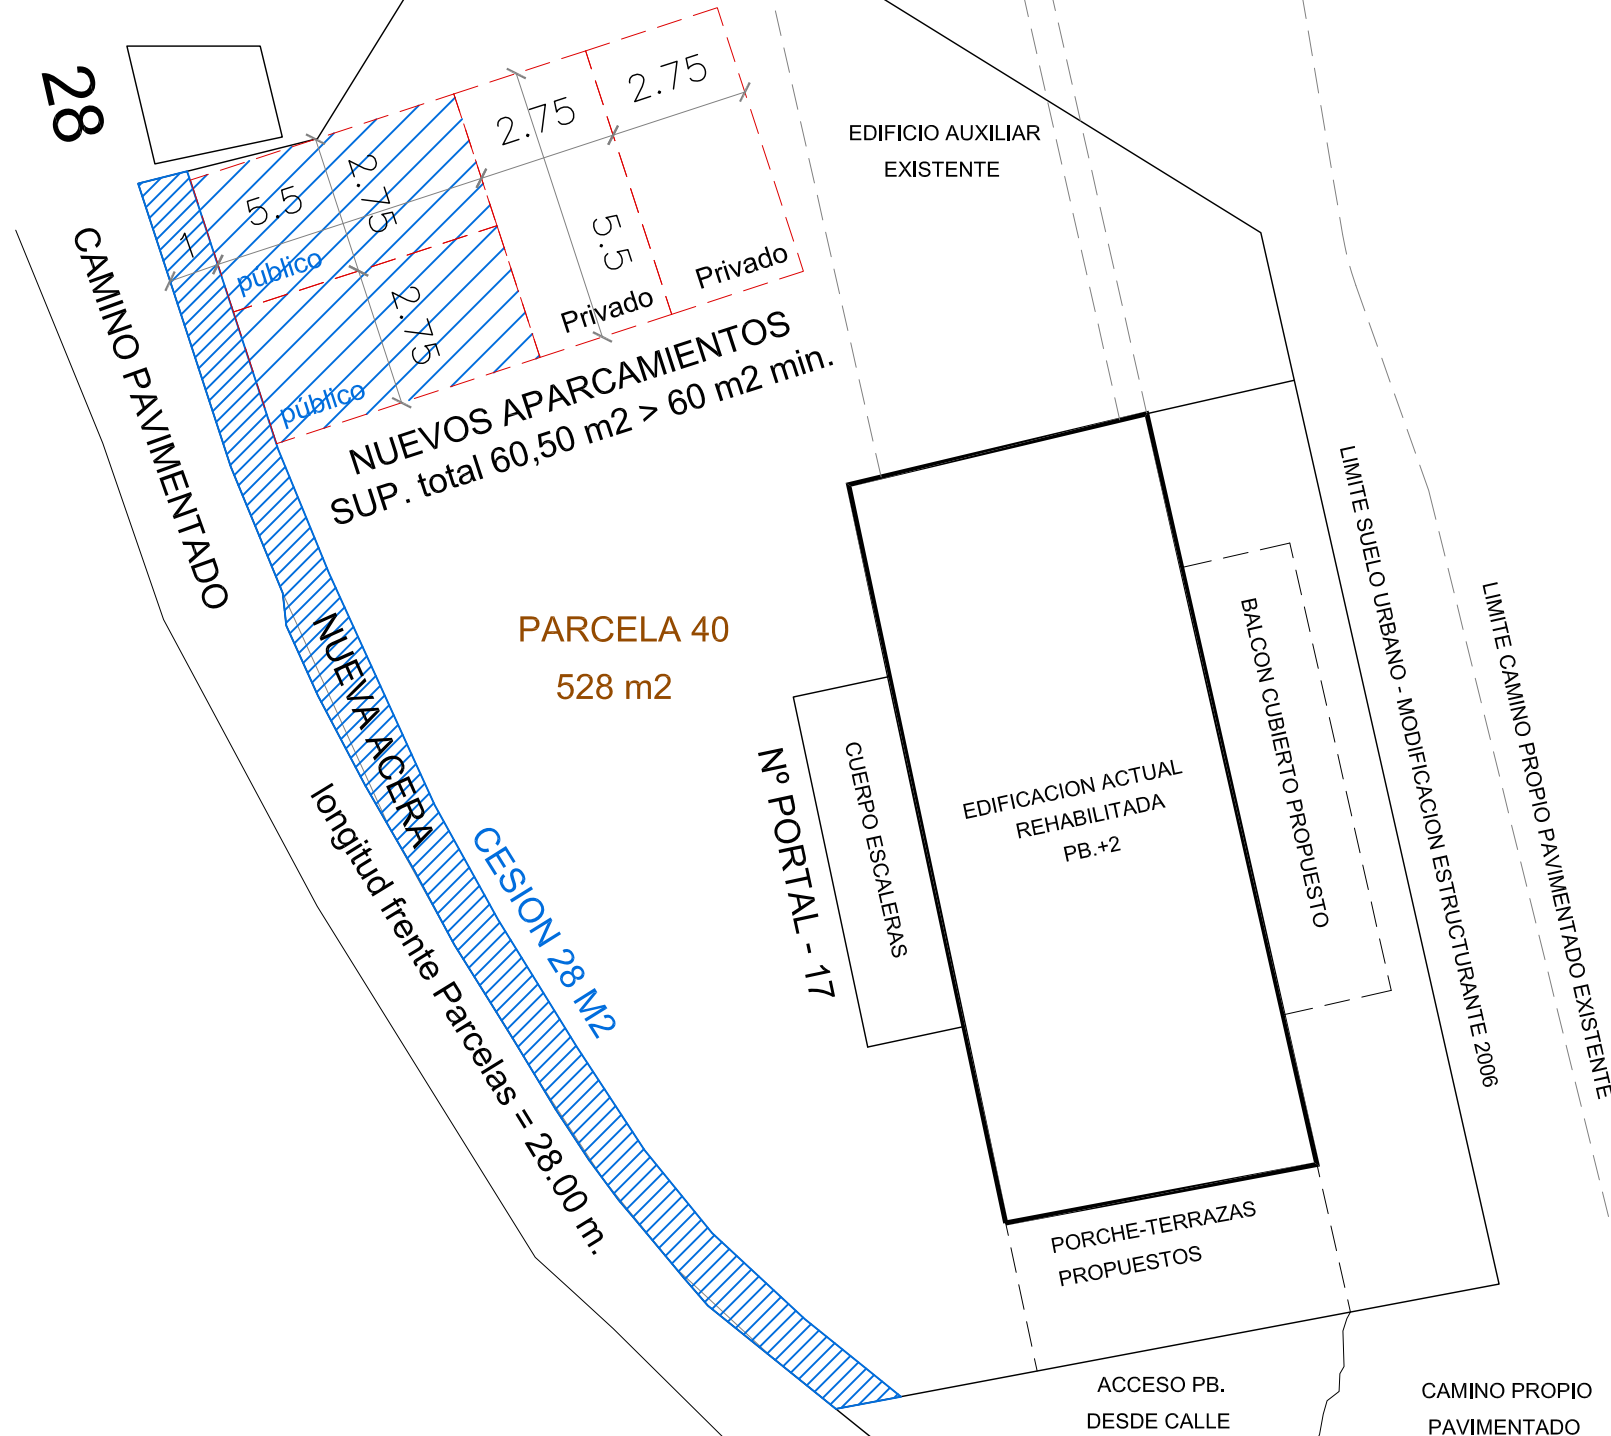 28
2.75
2.75
EDIFICIO AUXILIAR
EXISTENTE
5.5
2.75
1
5.5
público
Privado
Privado
2.75
público
CAMINO PAVIMENTADO
NUEVOS APARCAMIENTOS
SUP. total 60,50 m2 > 60 m2 min.
PARCELA 40
528 m2
NUEVA ACERA
CESION 28 M2
longitud frente Parcelas = 28.00 m.
Nº PORTAL - 17
CUERPO ESCALERAS
EDIFICACION ACTUAL
REHABILITADA
PB.+2
BALCON CUBIERTO PROPUESTO
LIMITE SUELO URBANO - MODIFICACION ESTRUCTURANTE 2006
LIMITE CAMINO PROPIO PAVIMENTADO EXISTENTE
PORCHE-TERRAZAS
PROPUESTOS
ACCESO PB.
DESDE CALLE
CAMINO PROPIO
PAVIMENTADO